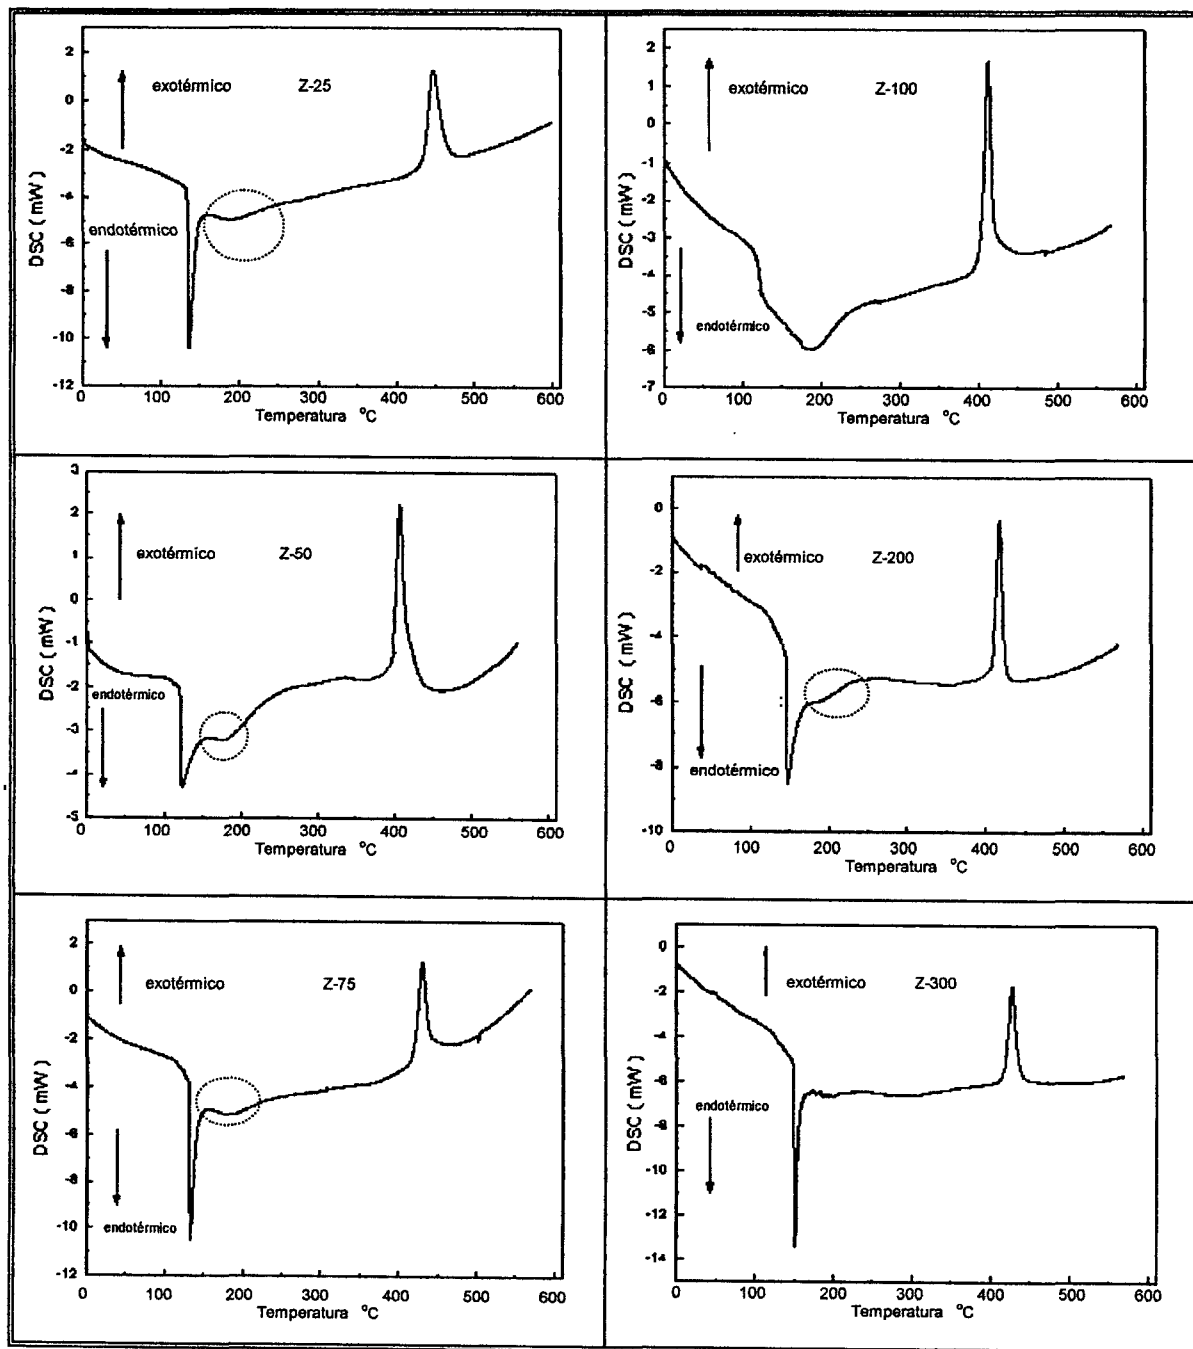 2
0
-2
-4
-6
-8
-10
-12
DSC ( mW )
exotérmico Z-25
endotérmico
0 100 200 300 400 500 600
Temperatura °C
2
1
0
-1
-2
-3
-4
-5
-6
-7
DSC ( mW )
exotérmico Z-100
endotérmico
0 100 200 300 400 500 600
Temperatura °C
3
2
1
0
-1
-2
-3
-4
-5
DSC ( mW )
exotérmico Z-50
endotérmico
0 100 200 300 400 500 600
Temperatura °C
0
-2
-4
-6
-8
-10
DSC ( mW )
exotérmico Z-200
endotérmico
0 100 200 300 400 500 600
Temperatura °C
2
0
-2
-4
-6
-8
-10
-12
DSC ( mW )
exotérmico Z-75
endotérmico
0 100 200 300 400 500 600
Temperatura °C
0
-2
-4
-6
-8
-10
-12
-14
DSC ( mW )
exotérmico Z-300
endotérmico
0 100 200 300 400 500 600
Temperatura °C